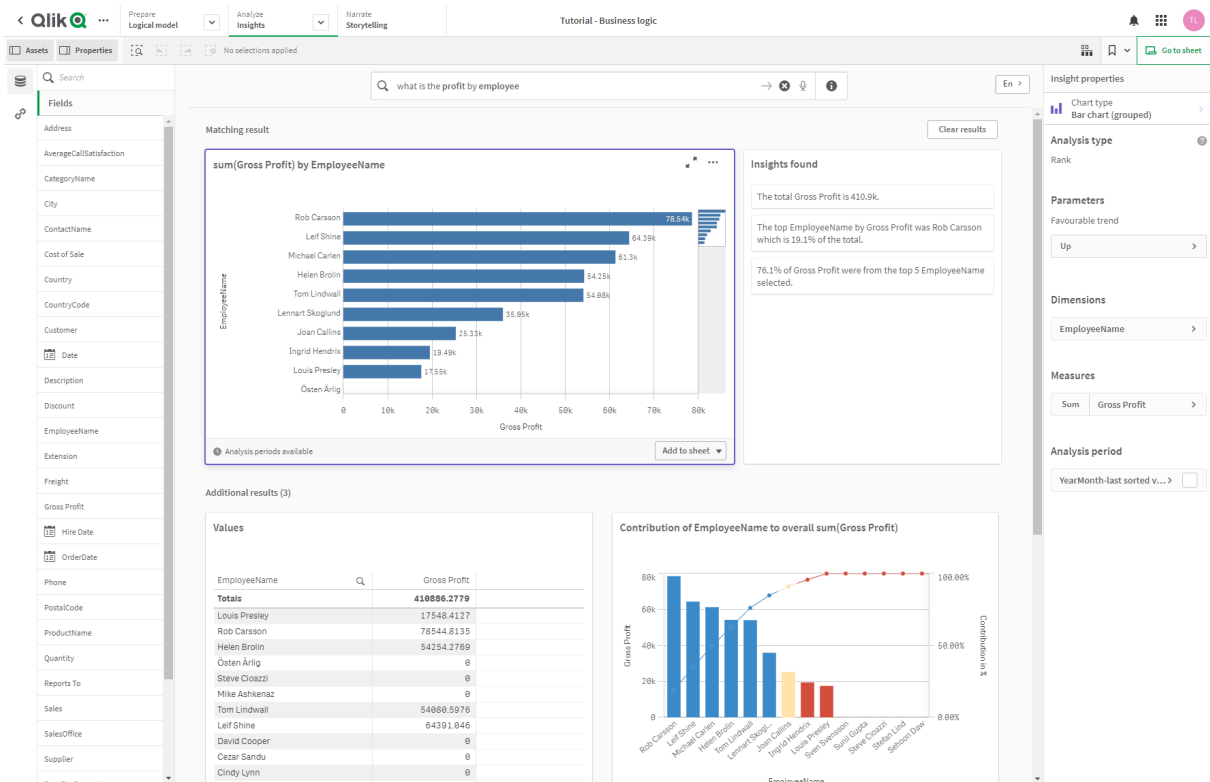 Qlik
Prepare
Logical model
Analyze
Insights
Narrate
Storytelling
Tutorial - Business logic
TL
Assets
Properties
No selections applied
Go to sheet
Search
Fields
Address
AverageCallSatisfaction
CategoryName
City
ContactName
Cost of Sale
Country
CountryCode
Customer
Date
Description
Discount
EmployeeName
Extension
Freight
Gross Profit
Hire Date
OrderDate
Phone
PostalCode
ProductName
Quantity
Reports To
Sales
SalesOffice
Supplier
what is the profit by employee
En
Matching result
Clear results
sum(Gross Profit) by EmployeeName
EmployeeName
Rob Carsson 78.54k
Leif Shine 64.39k
Michael Carlen 61.3k
Helen Brolin 54.25k
Tom Lindwall 54.08k
Lennart Skoglund 35.95k
Joan Callins 25.33k
Ingrid Hendrix 19.49k
Louis Presley 17.55k
Östen Ärlig
0 10k 20k 30k 40k 50k 60k 70k 80k
Gross Profit
Analysis periods available
Add to sheet
Insights found
The total Gross Profit is 410.9k.
The top EmployeeName by Gross Profit was Rob Carsson
which is 19.1% of the total.
76.1% of Gross Profit were from the top 5 EmployeeName
selected.
Additional results (3)
Values
EmployeeName Gross Profit
Totals 410886.2779
Louis Presley 17548.4127
Rob Carsson 78544.8135
Helen Brolin 54254.2769
Östen Ärlig 0
Steve Cioazzi 0
Mike Ashkenaz 0
Tom Lindwall 54080.5976
Leif Shine 64391.046
David Cooper 0
Cezar Sandu 0
Cindy Lynn 0
Contribution of EmployeeName to overall sum(Gross Profit)
Gross Profit
80k
60k
40k
20k
0
100.00%
50.00%
0.00%
Contribution in %
Rob Carsson
Leif Shine
Michael Carlen
Helen Brolin
Tom Lindwall
Lennart Skogl...
Joan Callins
Ingrid Hendrix
Louis Presley
Sven Svensson
Sunil Gupta
Steve Cioazzi
Stefan Lind
Sehoon Daw
EmployeeName
Insight properties
Chart type
Bar chart (grouped)
Analysis type
Rank
Parameters
Favourable trend
Up
Dimensions
EmployeeName
Measures
Sum Gross Profit
Analysis period
YearMonth-last sorted v...